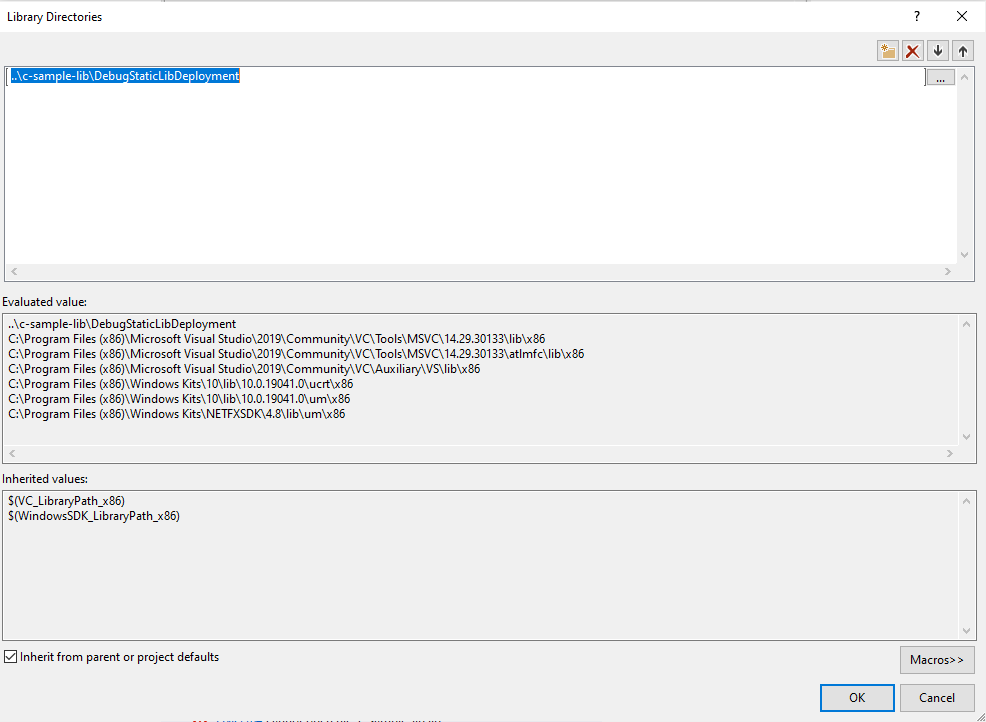 Library Directories
?
..\c-sample-lib\DebugStaticLibDeployment
...
Evaluated value:
..\c-sample-lib\DebugStaticLibDeployment
C:\Program Files (x86)\Microsoft Visual Studio\2019\Community\VC\Tools\MSVC\14.29.30133\lib\x86
C:\Program Files (x86)\Microsoft Visual Studio\2019\Community\VC\Tools\MSVC\14.29.30133\atlmfc\lib\x86
C:\Program Files (x86)\Microsoft Visual Studio\2019\Community\VC\Auxiliary\VS\lib\x86
C:\Program Files (x86)\Windows Kits\10\lib\10.0.19041.0\ucrt\x86
C:\Program Files (x86)\Windows Kits\10\lib\10.0.19041.0\um\x86
C:\Program Files (x86)\Windows Kits\NETFXSDK\4.8\lib\um\x86
Inherited values:
$(VC_LibraryPath_x86)
$(WindowsSDK_LibraryPath_x86)
Inherit from parent or project defaults
Macros>>
OK
Cancel